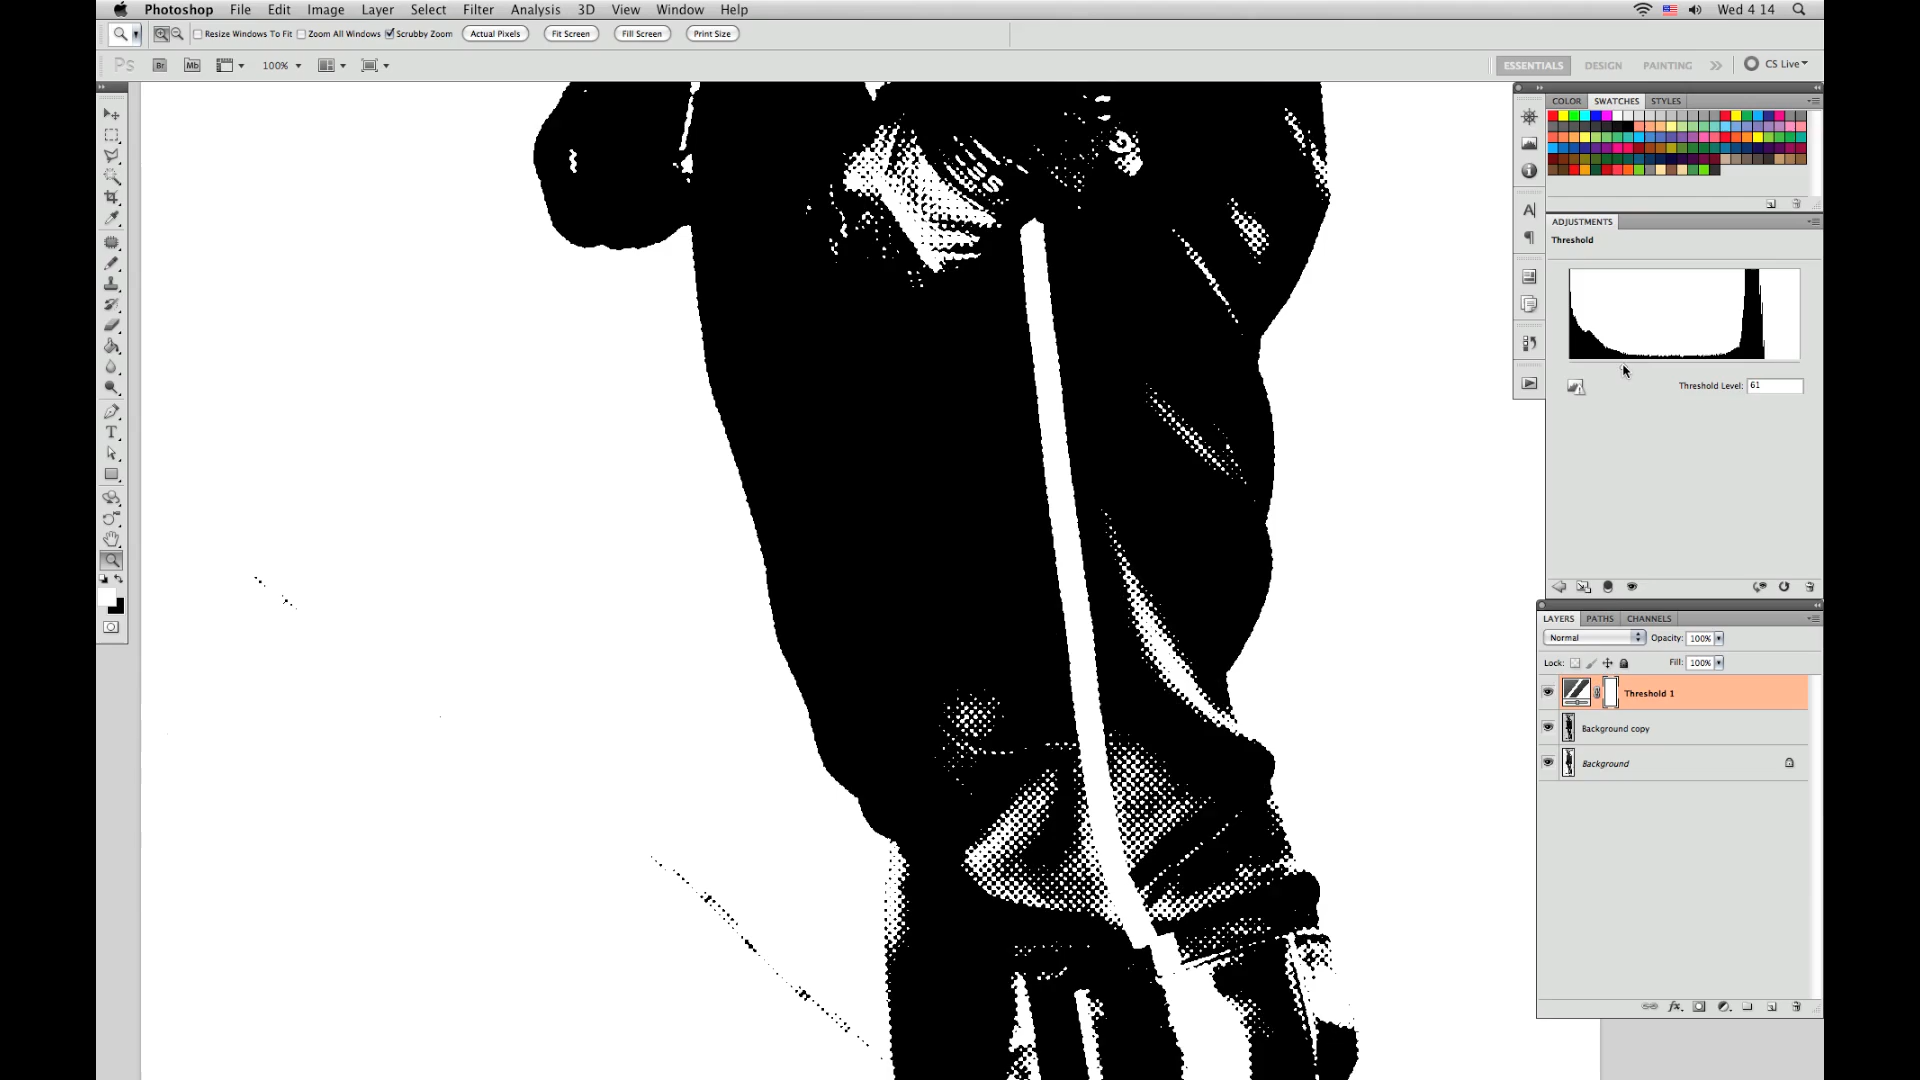 Photoshop File Edit Image Layer Select Filter Analysis 3D View Window Help Wed 4 14
Resize Windows To Fit Zoom All Windows Scrubby Zoom Actual Pixels Fit Screen Fill Screen Print Size
Ps Br Mb 100% ESSENTIALS DESIGN PAINTING CS Live
COLOR SWATCHES STYLES
ADJUSTMENTS
Threshold
Threshold Level: 61
LAYERS PATHS CHANNELS
Normal Opacity: 100%
Lock: Fill: 100%
Threshold 1
Background copy
Background